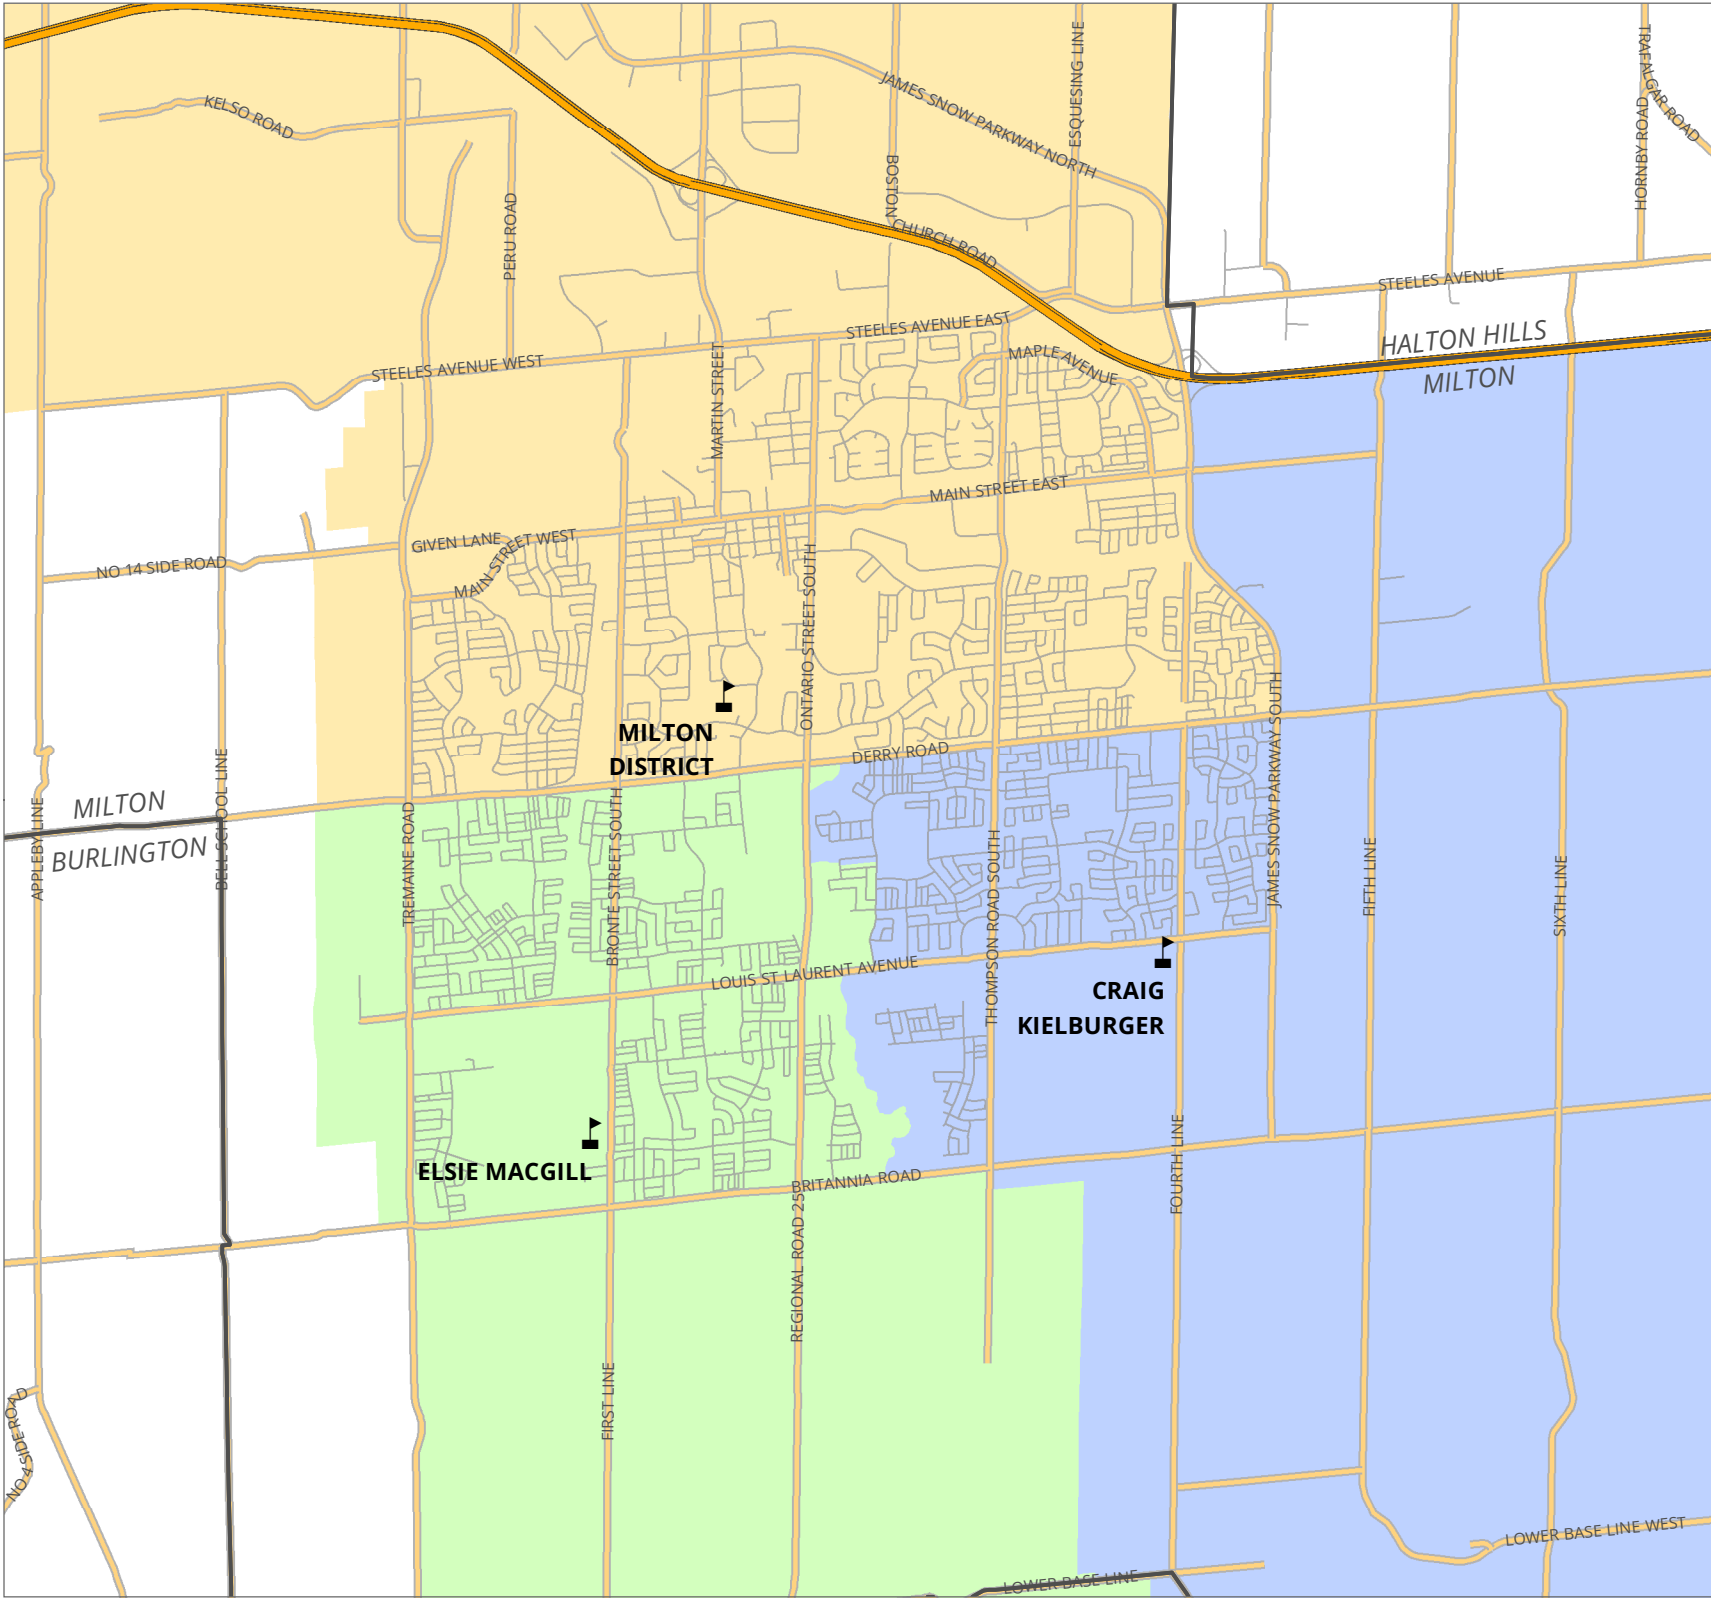 TRAFALGAR ROAD
ESQUESING LINE
JAMES SNOW PARKWAY NORTH
KELSO ROAD
HORNBY ROAD
BOSTON
CHURCH ROAD
PERU ROAD
STEELES AVENUE
STEELES AVENUE EAST
HALTON HILLS
MILTON
MAPLE AVENUE
STEELES AVENUE WEST
MARTIN STREET
MAIN STREET EAST
GIVEN LANE
MAIN STREET WEST
NO 14 SIDE ROAD
ONTARIO STREET SOUTH
MILTON
DISTRICT
DERRY ROAD
JAMES SNOW PARKWAY SOUTH
MILTON
BURLINGTON
APPLEBY LINE
BELL SCHOOL LINE
TREMAINE ROAD
BRONTE STREET SOUTH
THOMPSON ROAD SOUTH
FIFTH LINE
SIXTH LINE
LOUIS ST LAURENT AVENUE
CRAIG
KIELBURGER
ELSIE MACGILL
BRITANNIA ROAD
FOURTH LINE
REGIONAL ROAD 25
FIRST LINE
NO 4 SIDE ROAD
LOWER BASE LINE WEST
LOWER BASE LINE